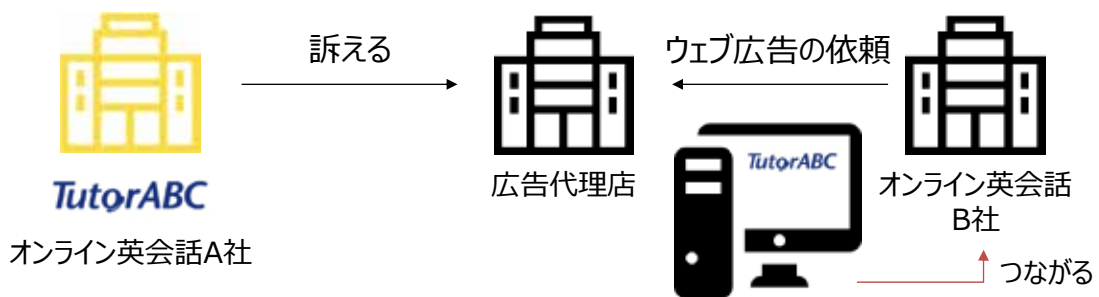 訴える
ウェブ広告の依頼
TutorABC
TutorABC
広告代理店
オンライン英会話
B社
オンライン英会話A社
つながる